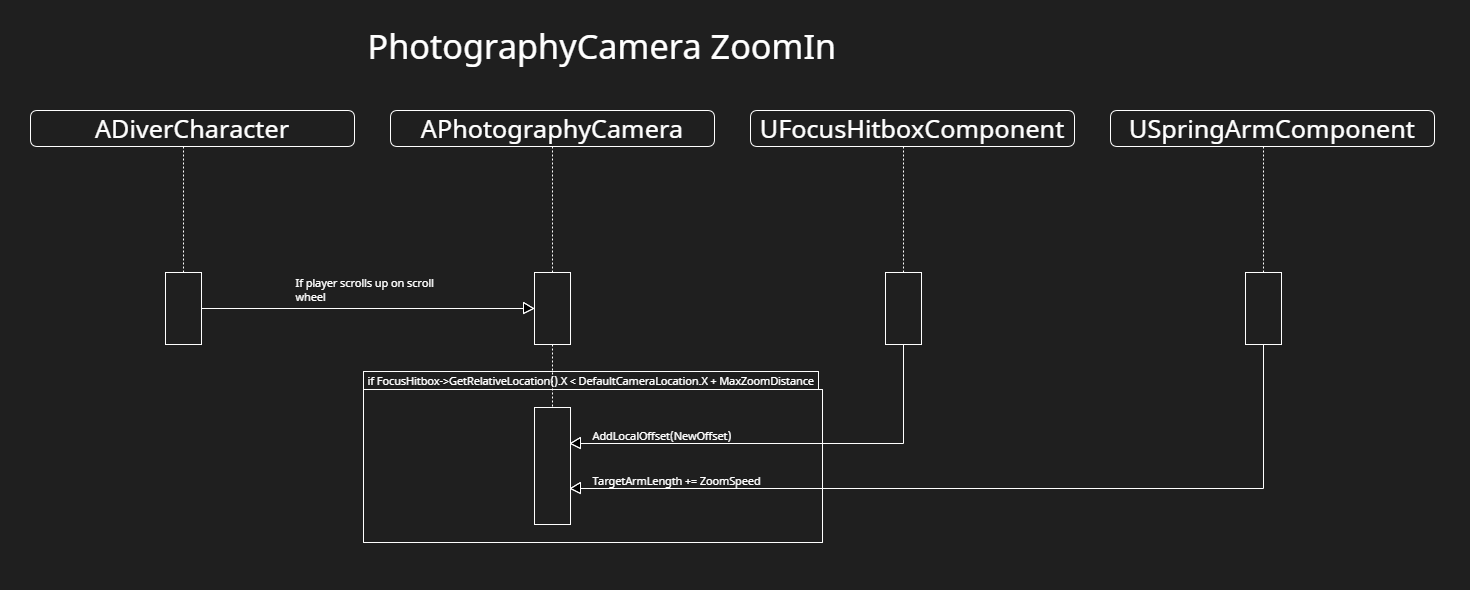 PhotographyCamera ZoomIn
ADiverCharacter
APhotographyCamera
UFocusHitboxComponent
USpringArmComponent
If player scrolls up on scroll
wheel
if FocusHitbox->GetRelativeLocation().X < DefaultCameraLocation.X + MaxZoomDistance
AddLocalOffset(NewOffset)
TargetArmLength += ZoomSpeed